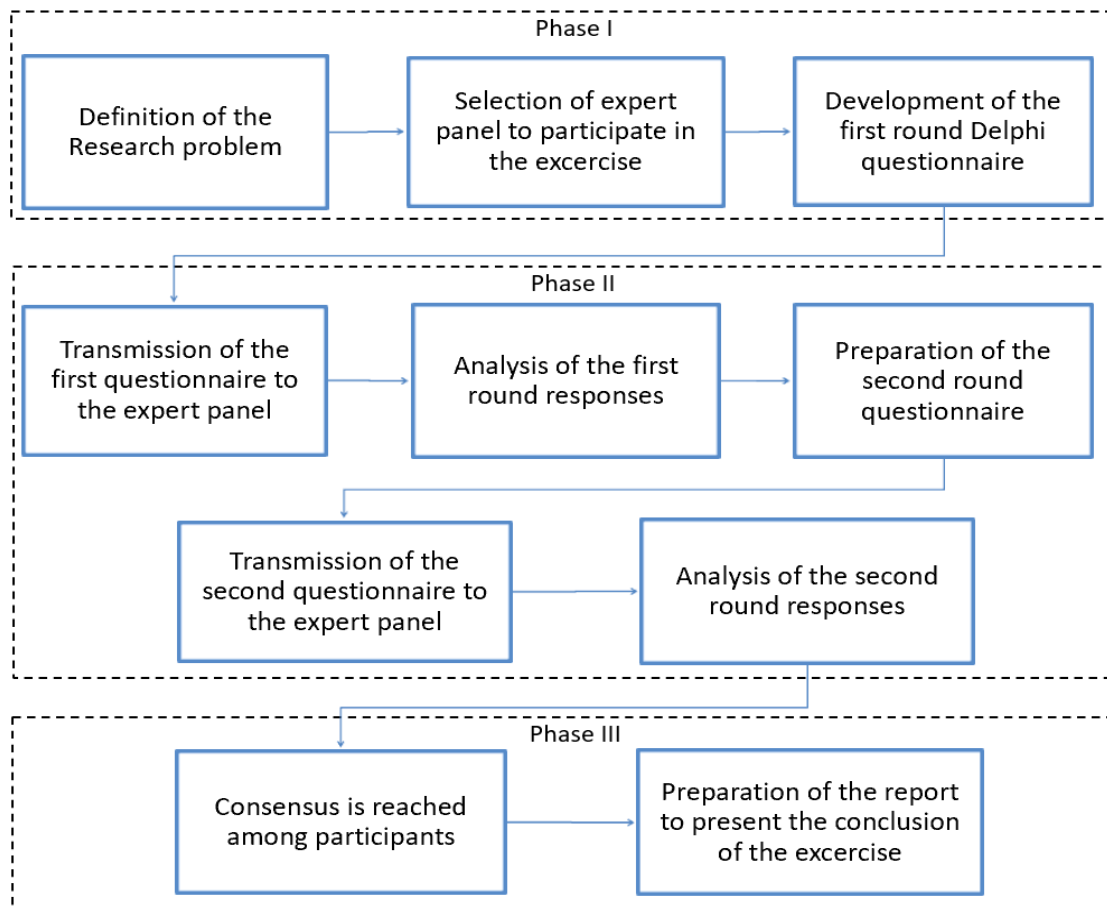 Phase I
Definition of the
Research problem
Selection of expert
panel to participate in
the excercise
Development of the
first round Delphi
questionnaire
Phase II
Transmission of the
first questionnaire to
the expert panel
Analysis of the first
round responses
Preparation of the
second round
questionnaire
Transmission of the
second questionnaire to
the expert panel
Analysis of the second
round responses
Phase III
Consensus is reached
among participants
Preparation of the report
to present the conclusion
of the excercise